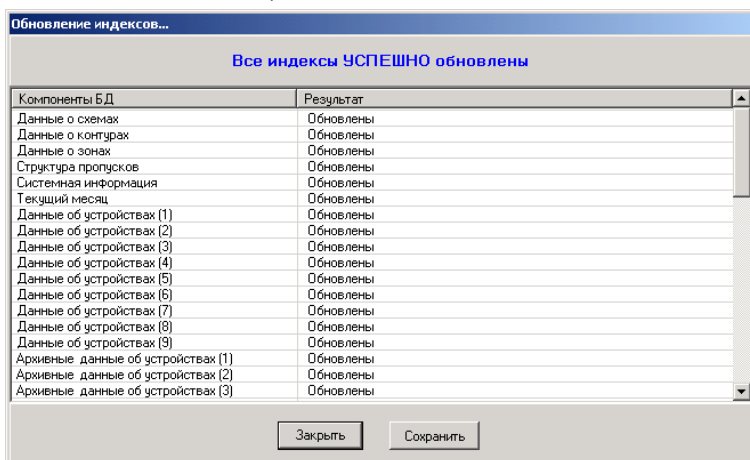 Обновление индексов...
Все индексы УСПЕШНО обновлены
Компоненты БД Результат
Данные о схемах Обновлены
Данные о контурах Обновлены
Данные о зонах Обновлены
Структура пропусков Обновлены
Системная информация Обновлены
Текущий месяц Обновлены
Данные об устройствах (1) Обновлены
Данные об устройствах (2) Обновлены
Данные об устройствах (3) Обновлены
Данные об устройствах (4) Обновлены
Данные об устройствах (5) Обновлены
Данные об устройствах (6) Обновлены
Данные об устройствах (7) Обновлены
Данные об устройствах (8) Обновлены
Данные об устройствах (9) Обновлены
Архивные данные об устройствах (1) Обновлены
Архивные данные об устройствах (2) Обновлены
Архивные данные об устройствах (3) Обновлены
Закрыть Сохранить